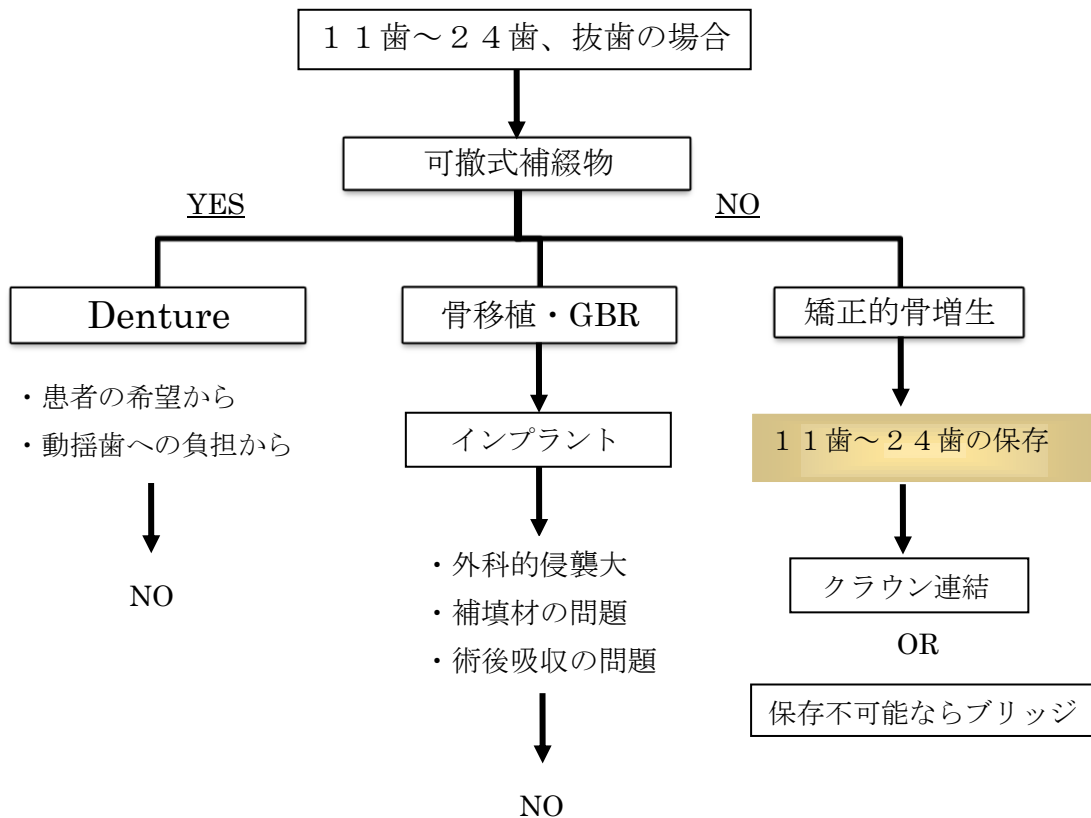 １１歯～２４歯、抜歯の場合
可撤式補綴物
YES
NO
Denture
・患者の希望から
・動揺歯への負担から
NO
骨移植・GBR
インプラント
・外科的侵襲大
・補填材の問題
・術後吸収の問題
NO
矯正的骨増生
１１歯～２４歯の保存
クラウン連結
OR
保存不可能ならブリッジ